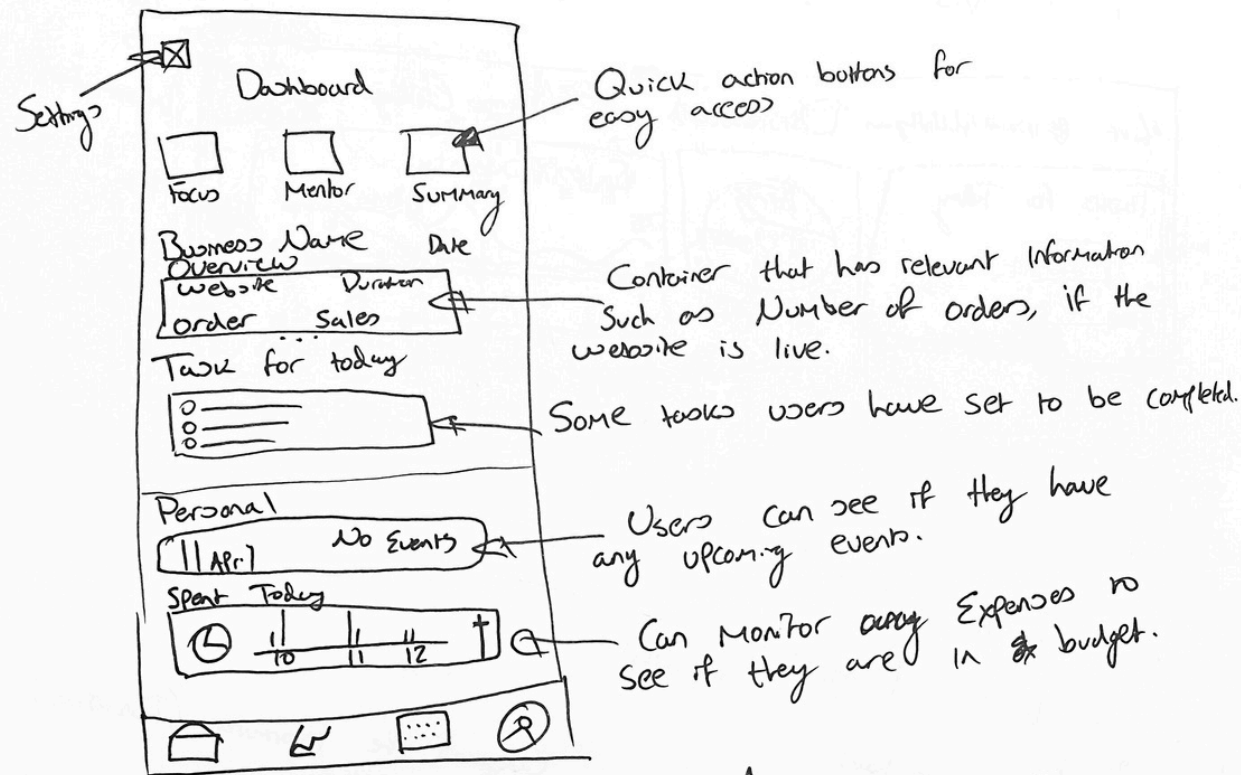 Settings
Dashboard
Quick action buttons for
easy access
Focus Mentor Summary
Business Name Date
Overview
Website Duration
order Sales
...
Container that has relevant Information
Such as Number of orders, if the
website is live.
Task for today
Some tasks users have set to be completed.
Personal
11 Apr. No Events
Users can see if they have
any upcoming events.
Spent Today
10 11 12
Can Monitor Expenses to
see if they are in budget.